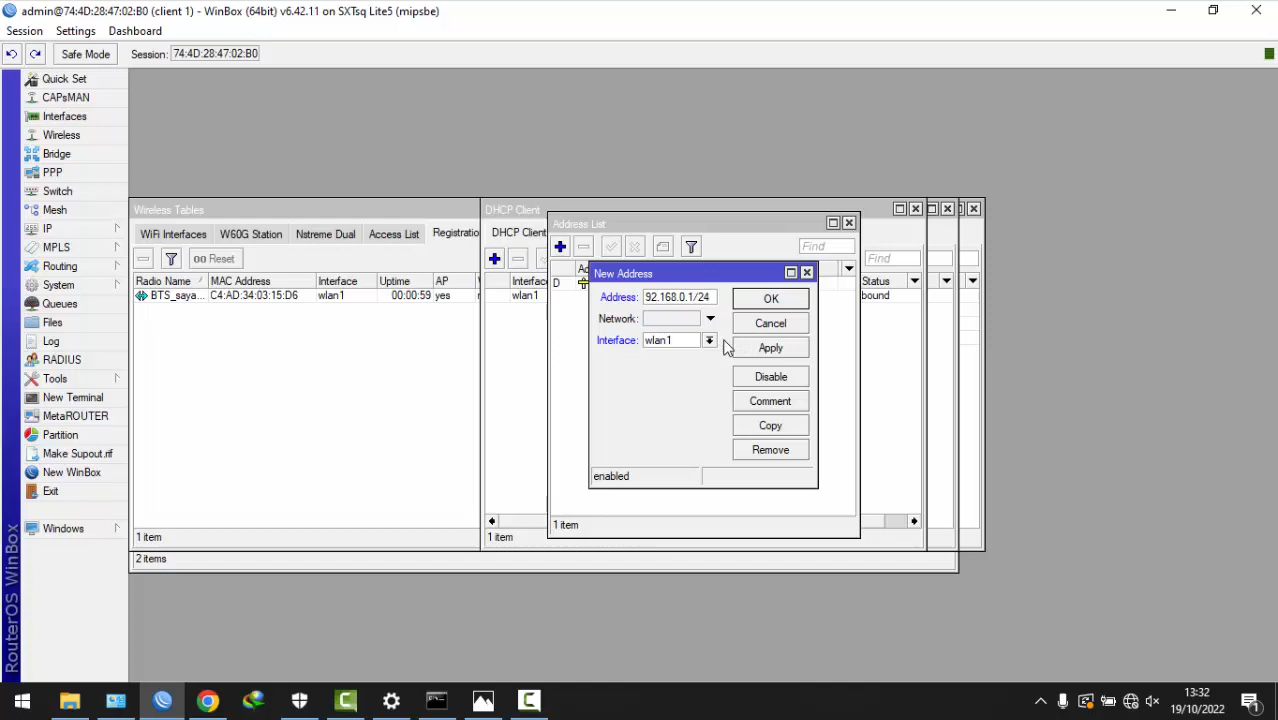 admin@74:4D:28:47:02:B0 (client 1) - WinBox (64bit) v6.42.11 on SXTsq Lite5 (mipsbe)
Session Settings Dashboard
Safe Mode Session: 74:4D:28:47:02:B0
Quick Set
CAPsMAN
Interfaces
Wireless
Bridge
PPP
Switch
Mesh
IP
MPLS
Routing
System
Queues
Files
Log
RADIUS
Tools
New Terminal
MetaROUTER
Partition
Make Supout.rif
New WinBox
Exit
Windows
RouterOS WinBox
Wireless Tables
WiFi Interfaces W60G Station Nstreme Dual Access List Registratio
Reset
Radio Name MAC Address Interface Uptime AP
BTS_saya... C4:AD:34:03:15:D6 wlan1 00:00:59 yes
1 item
2 items
DHCP Client
DHCP Client
Find
Interface Status
wlan1 bound
1 item
Address List
Find
D
1 item
New Address
Address: 92.168.0.1/24
Network:
Interface: wlan1
OK
Cancel
Apply
Disable
Comment
Copy
Remove
enabled
13:32
19/10/2022
1